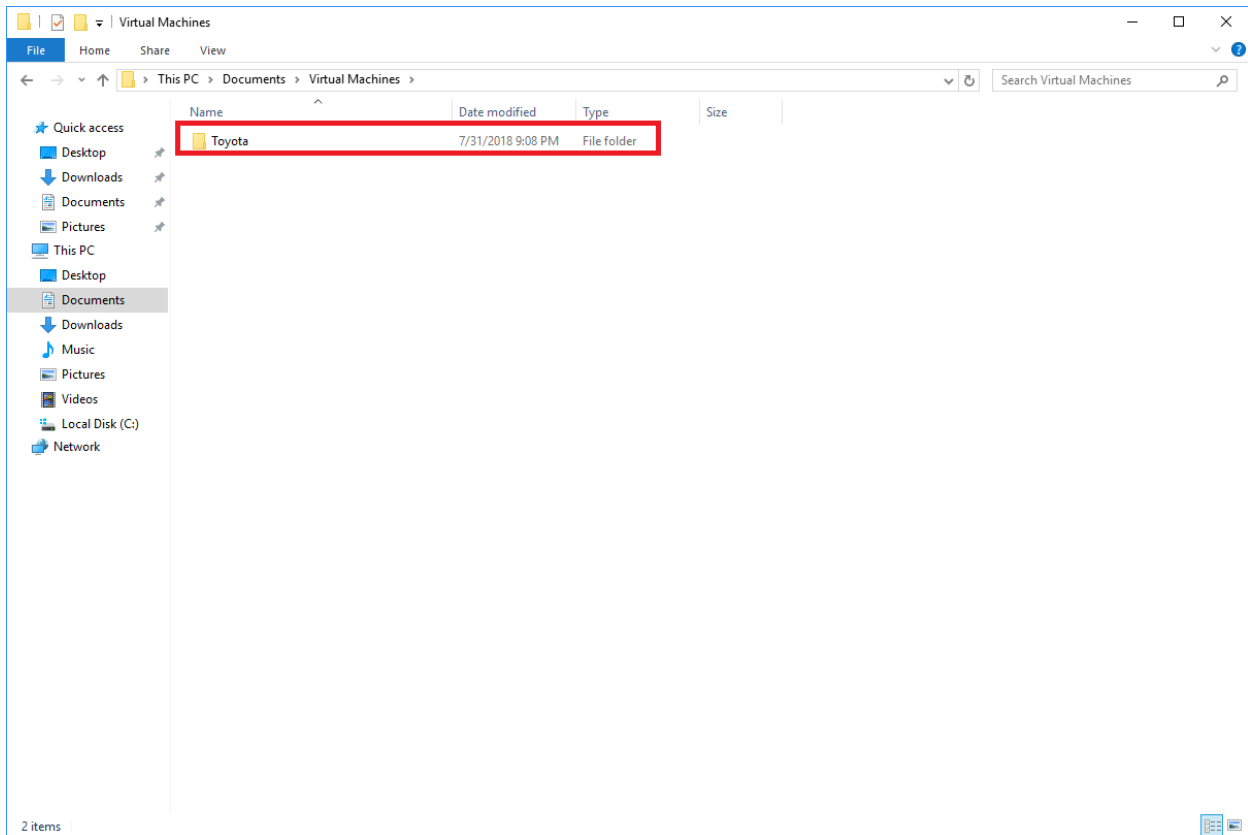 Virtual Machines
File Home Share View
This PC > Documents > Virtual Machines > Search Virtual Machines
Name Date modified Type Size
Quick access
Toyota 7/31/2018 9:08 PM File folder
Desktop
Downloads
Documents
Pictures
This PC
Desktop
Documents
Downloads
Music
Pictures
Videos
Local Disk (C:)
Network
2 items